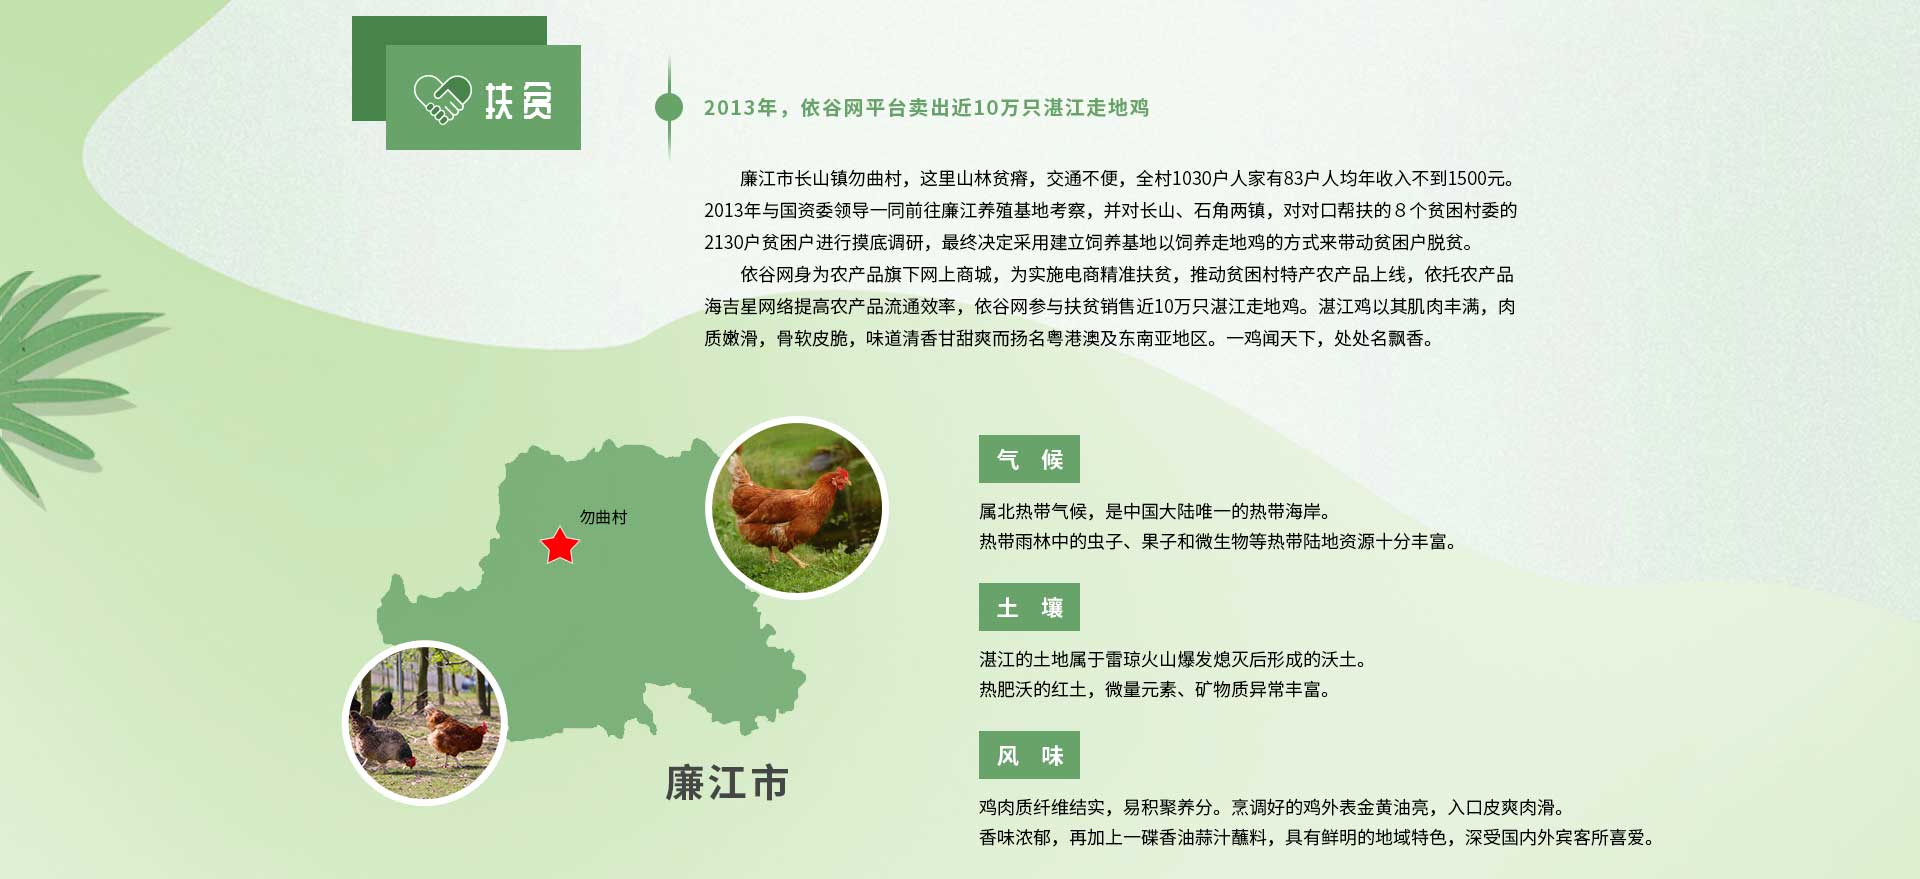 扶贫
2013年，依谷网平台卖出近10万只湛江走地鸡
廉江市长山镇勿曲村，这里山林贫瘠，交通不便，全村1030户人家有83户人均年收入不到1500元。
2013年与国资委领导一同前往廉江养殖基地考察，并对长山、石角两镇，对对口帮扶的８个贫困村委的
2130户贫困户进行摸底调研，最终决定采用建立饲养基地以饲养走地鸡的方式来带动贫困户脱贫。
依谷网身为农产品旗下网上商城，为实施电商精准扶贫，推动贫困村特产农产品上线，依托农产品
海吉星网络提高农产品流通效率，依谷网参与扶贫销售近10万只湛江走地鸡。湛江鸡以其肌肉丰满，肉
质嫩滑，骨软皮脆，味道清香甘甜爽而扬名粤港澳及东南亚地区。一鸡闻天下，处处名飘香。
勿曲村
廉江市
气 候
属北热带气候，是中国大陆唯一的热带海岸。
热带雨林中的虫子、果子和微生物等热带陆地资源十分丰富。
土 壤
湛江的土地属于雷琼火山爆发熄灭后形成的沃土。
热肥沃的红土，微量元素、矿物质异常丰富。
风 味
鸡肉质纤维结实，易积聚养分。烹调好的鸡外表金黄油亮，入口皮爽肉滑。
香味浓郁，再加上一碟香油蒜汁蘸料，具有鲜明的地域特色，深受国内外宾客所喜爱。